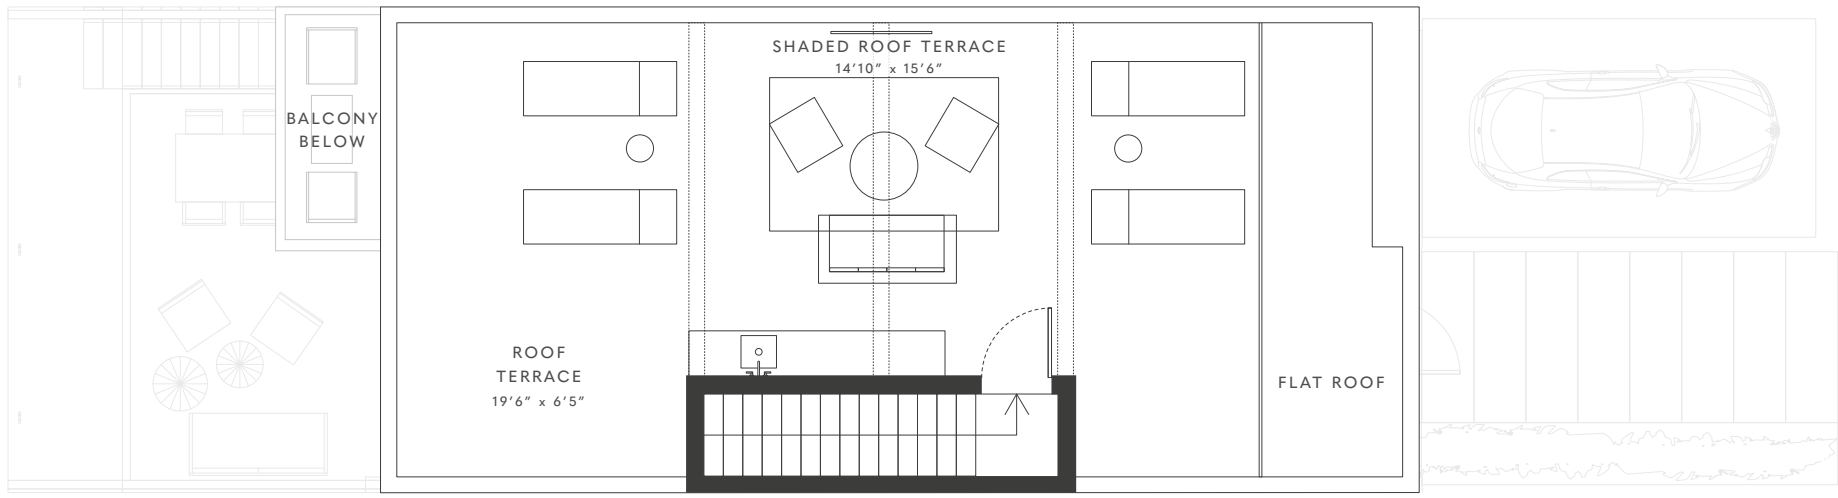 SHADED ROOF TERRACE
14'10" x 15'6"
BALCONY
BELOW
ROOF
TERRACE
19'6" x 6'5"
FLAT ROOF